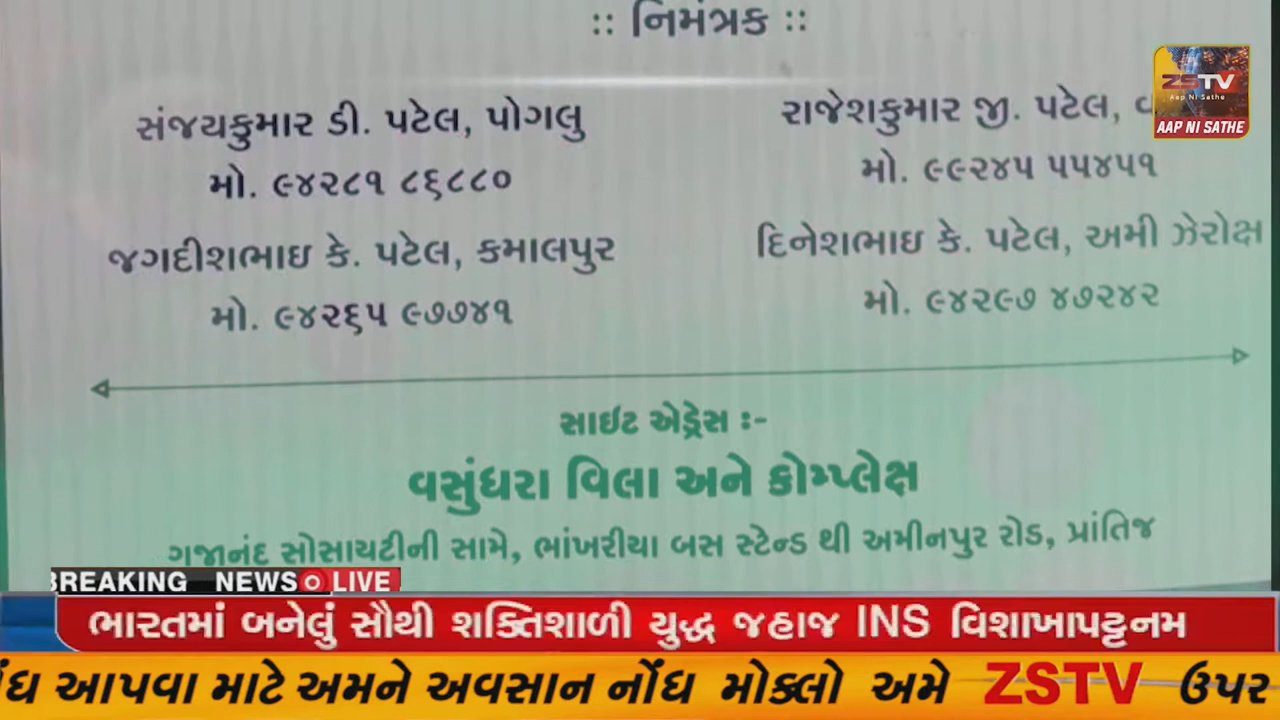 :: નિમંત્રક ::
સંજયકુમાર ડી. પટેલ, પોગલુ
મો. ૯૪૨૮૧ ૮૬૮૮૦
રાજેશકુમાર જી. પટેલ,
મો. ૯૯૨૪૫ ૫૫૪૫૧
ZSTV
Aap Ni Sathe
AAP NI SATHE
જગદીશભાઇ કે. પટેલ, કમાલપુર
મો. ૯૪૨૬૫ ૯૭૭૪૧
દિનેશભાઇ કે. પટેલ, અમી ઝેરોક્ષ
મો. ૯૪૨૯૭ ૪૭૨૪૨
સાઈટ એડ્રેસ :-
વસુંધરા વિલા અને કોમ્પ્લેક્ષ
ગજાનંદ સોસાયટીની સામે, ભાંખરીયા બસ સ્ટેન્ડ થી અમીનપુર રોડ, પ્રાંતિજ
BREAKING NEWS LIVE
ભારતમાં બનેલું સૌથી શક્તિશાળી યુદ્ધ જહાજ INS વિશાખાપટ્ટનમ
આપવા માટે અમને અવસાન નોંધ મોકલો અમે ZSTV ઉપર